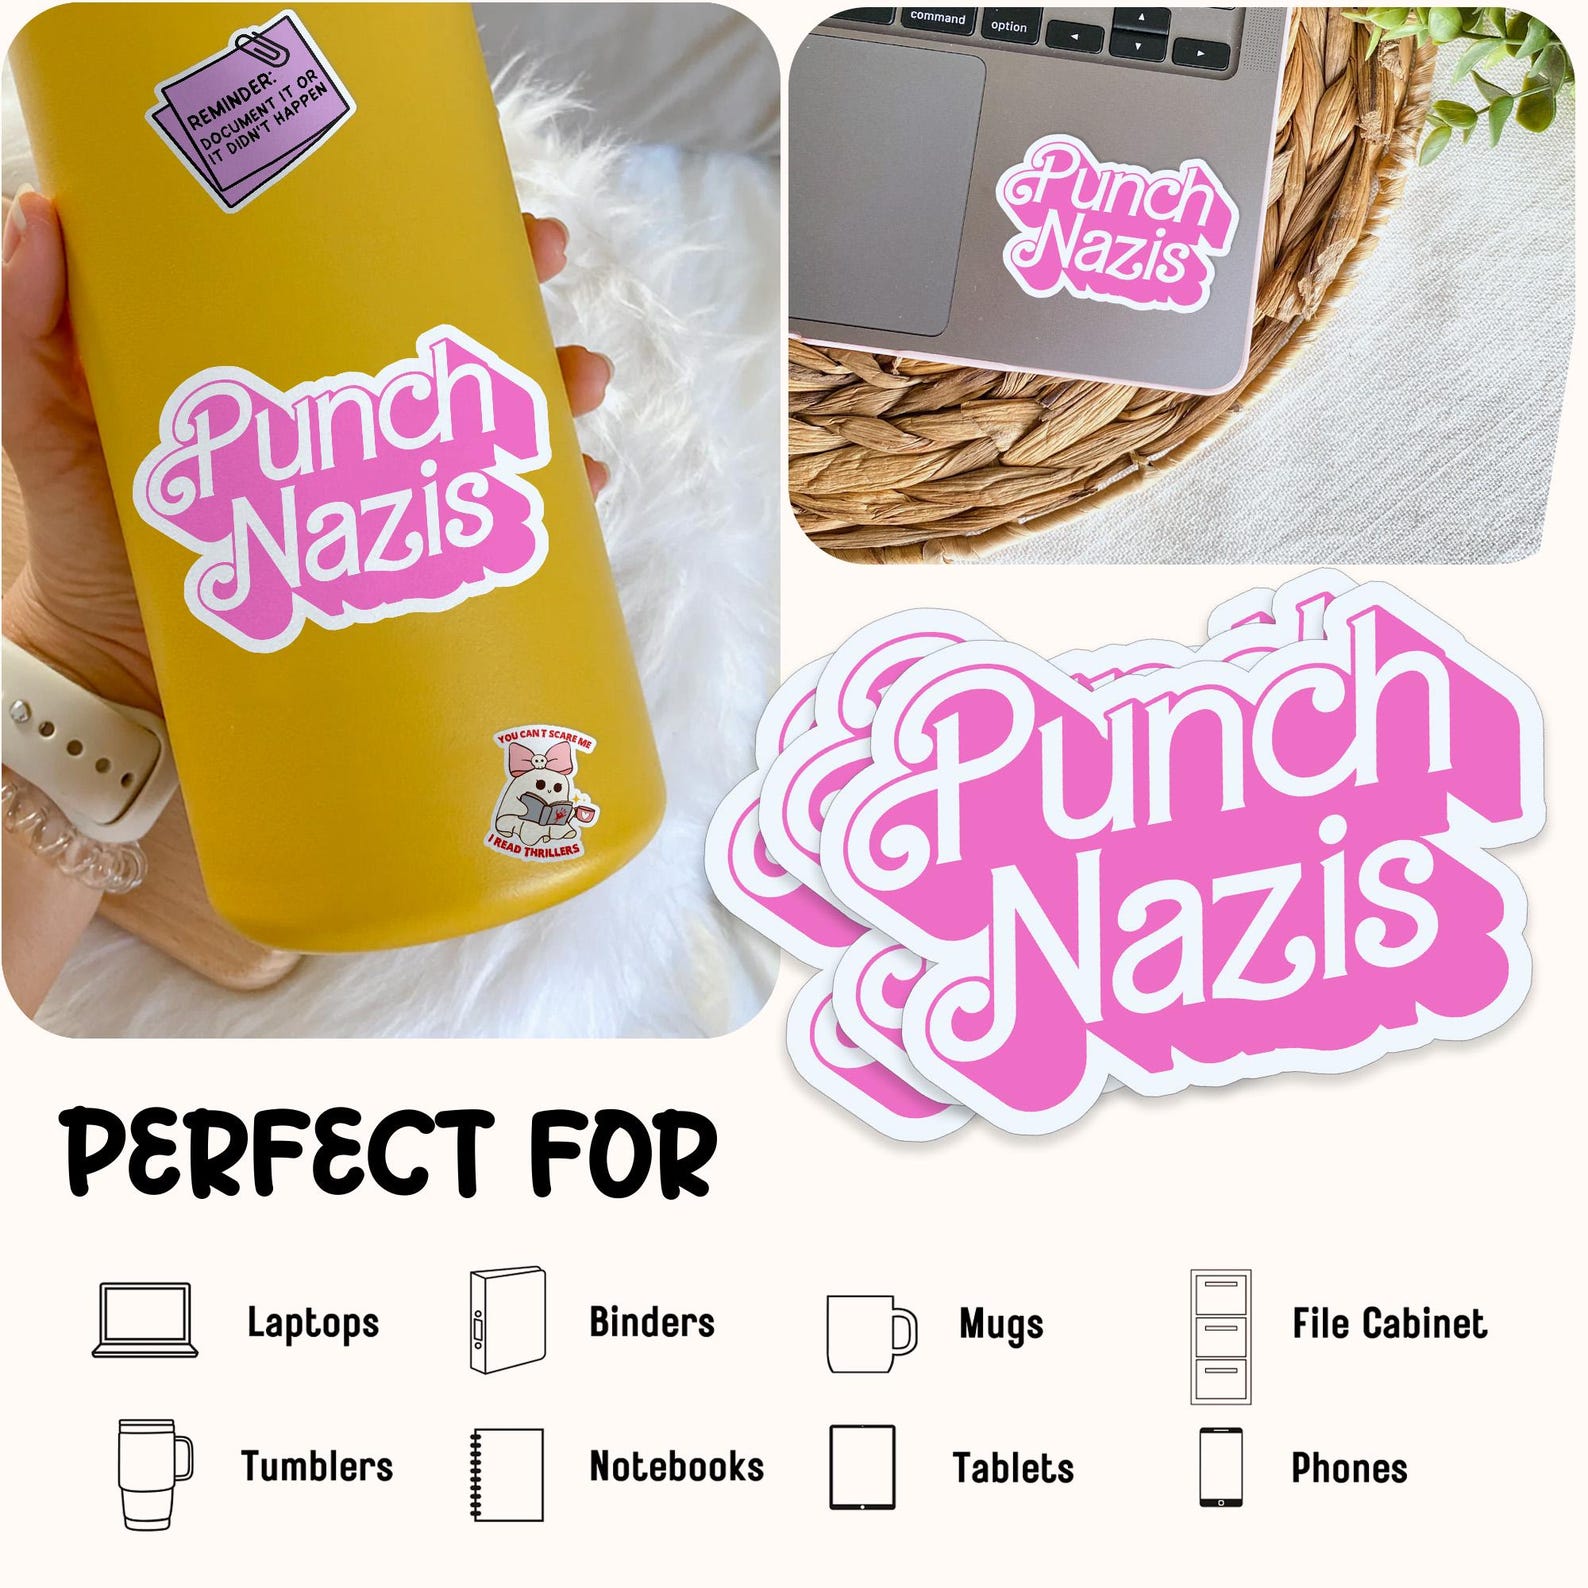 REMINDER:
DOCUMENT IT OR
IT DIDN'T HAPPEN
Punch
Nazis
YOU CAN'T SCARE ME
I READ THRILLERS
command
option
Punch
Nazis
Punch
Nazis
PERFECT FOR
Laptops
Binders
Mugs
File Cabinet
Tumblers
Notebooks
Tablets
Phones